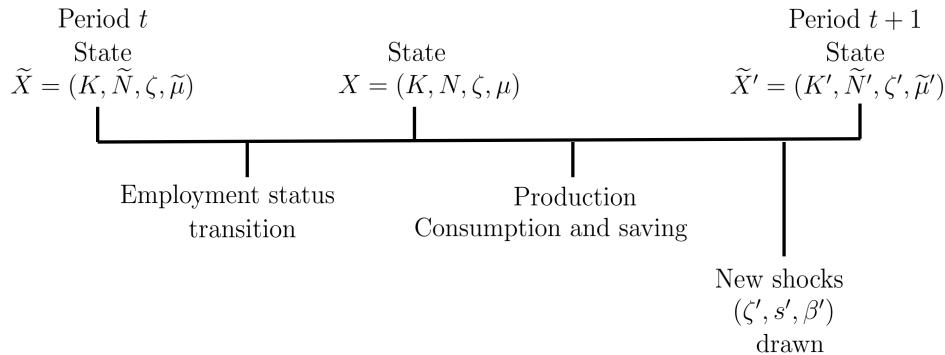 Period t
State
X̃ = (K, Ñ, ζ, μ̃)
State
X = (K, N, ζ, μ)
Period t + 1
State
X̃′ = (K′, Ñ′, ζ′, μ̃′)
Employment status
transition
Production
Consumption and saving
New shocks
(ζ′, s′, β′)
drawn